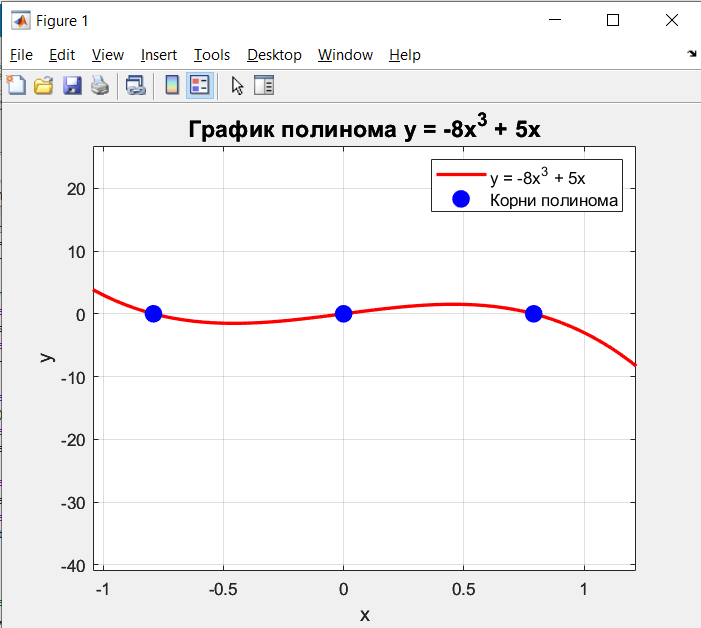 Figure 1
File Edit View Insert Tools Desktop Window Help
График полинома y = -8x³ + 5x
y = -8x³ + 5x
Корни полинома
20
10
0
-10
-20
-30
-40
y
-1 -0.5 0 0.5 1
x